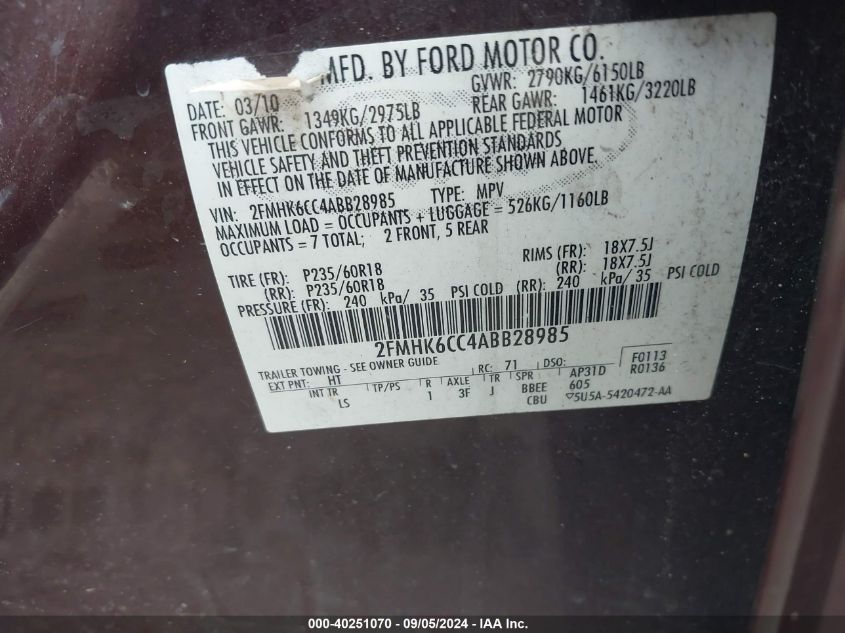 MFD. BY FORD MOTOR CO.
DATE: 03/10 GVWR: 2790KG/6150LB
FRONT GAWR: 1349KG/2975LB REAR GAWR: 1461KG/3220LB
THIS VEHICLE CONFORMS TO ALL APPLICABLE FEDERAL MOTOR
VEHICLE SAFETY AND THEFT PREVENTION STANDARDS
IN EFFECT ON THE DATE OF MANUFACTURE SHOWN ABOVE.
VIN: 2FMHK6CC4ABB28985 TYPE: MPV
MAXIMUM LOAD = OCCUPANTS + LUGGAGE = 526KG/1160LB
OCCUPANTS = 7 TOTAL; 2 FRONT, 5 REAR
TIRE (FR): P235/60R18 RIMS (FR): 18X7.5J
(RR): P235/60R18 (RR): 18X7.5J
PRESSURE (FR): 240 kPa/ 35 PSI COLD (RR): 240 kPa/ 35 PSI COLD
2FMHK6CC4ABB28985
TRAILER TOWING - SEE OWNER GUIDE RC: 71 DSO: F0113
EXT PNT: HT AP31D R0136
INT TR TP/PS R AXLE TR SPR 605
LS 1 3F J BBEE CBU ▽5U5A-5420472-AA
000-40251070 - 09/05/2024 - IAA Inc.